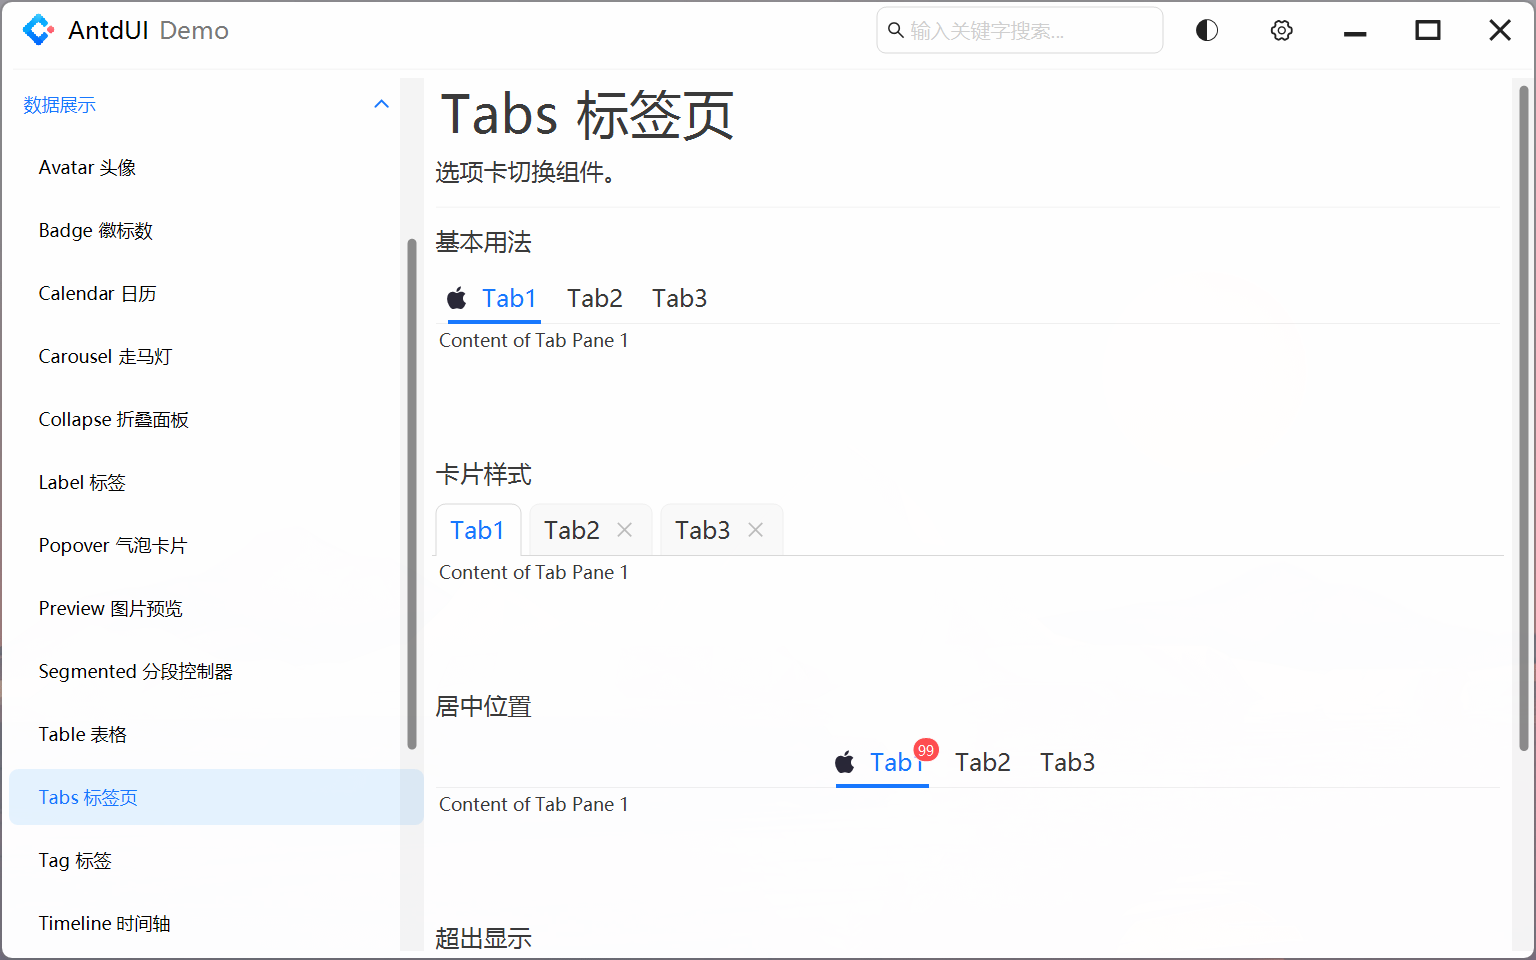 AntdUI Demo
输入关键字搜索...
数据展示
Avatar 头像
Badge 徽标数
Calendar 日历
Carousel 走马灯
Collapse 折叠面板
Label 标签
Popover 气泡卡片
Preview 图片预览
Segmented 分段控制器
Table 表格
Tabs 标签页
Tag 标签
Timeline 时间轴
Tabs 标签页
选项卡切换组件。
基本用法
Tab1 Tab2 Tab3
Content of Tab Pane 1
卡片样式
Tab1 Tab2 Tab3
Content of Tab Pane 1
居中位置
Tab1 99 Tab2 Tab3
Content of Tab Pane 1
超出显示